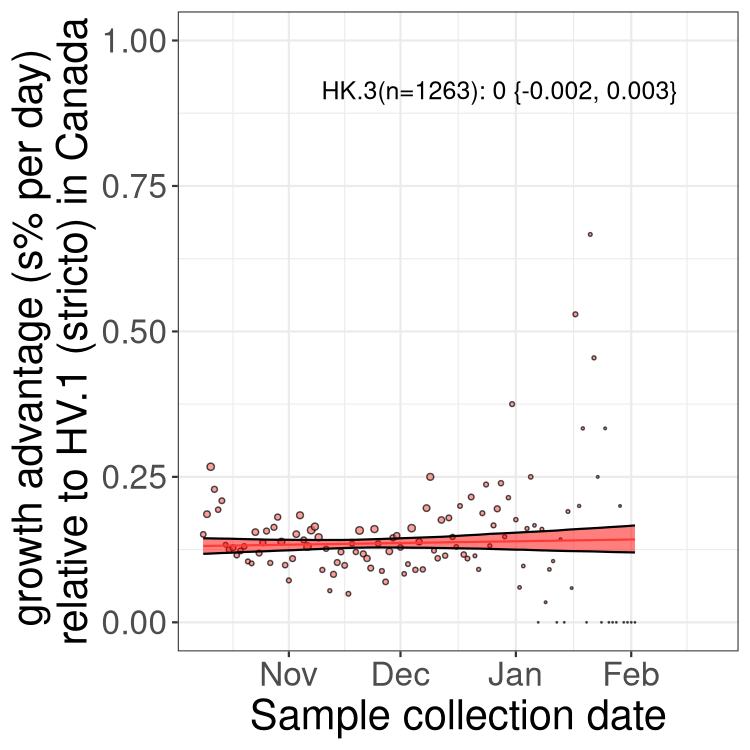 growth advantage (s% per day)
relative to HV.1 (stricto) in Canada
1.00
0.75
0.50
0.25
0.00
HK.3(n=1263): 0 {-0.002, 0.003}
Nov Dec Jan Feb
Sample collection date